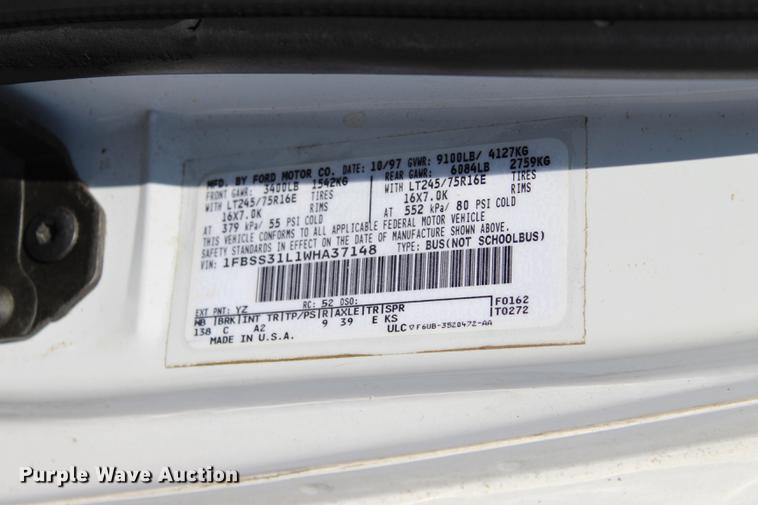 MFD. BY FORD MOTOR CO. DATE: 10/97 GVWR: 9100LB/ 4127KG
FRONT GAWR: 3400LB 1542KG REAR GAWR: 6084LB 2759KG
WITH LT245/75R16E TIRES WITH LT245/75R16E TIRES
16X7.0K RIMS 16X7.0K RIMS
AT 379 kPa/ 55 PSI COLD AT 552 kPa/ 80 PSI COLD
THIS VEHICLE CONFORMS TO ALL APPLICABLE FEDERAL MOTOR VEHICLE
SAFETY STANDARDS IN EFFECT ON THE DATE OF MANUFACTURE SHOWN ABOVE.
VIN: 1FBSS31L1WHA37148 TYPE: BUS(NOT SCHOOLBUS)
EXT PNT: YZ RC: 52 DSO: F0162
WB |BRK|INT TR|TP/PS|R|AXLE|TR|SPR T0272
138 C A2 9 39 E KS
MADE IN U.S.A. ULC F6UB-3520472-AA
Purple Wave Auction